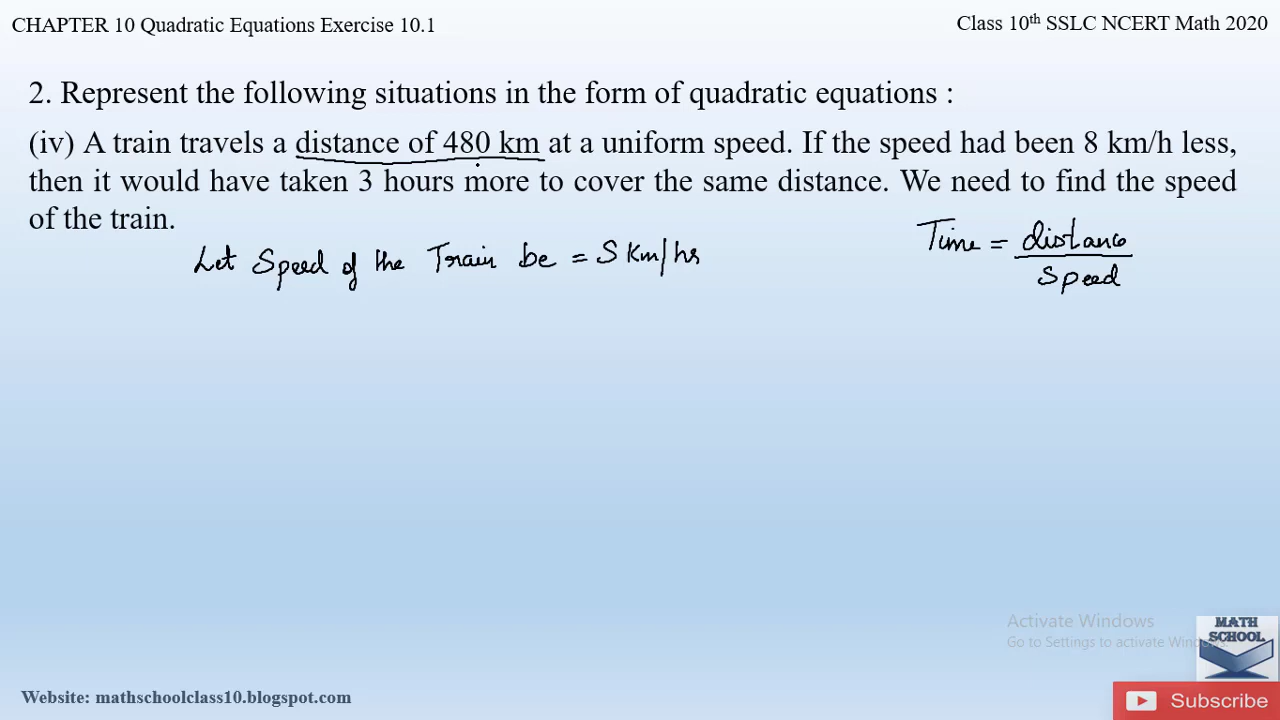 CHAPTER 10 Quadratic Equations Exercise 10.1
Class 10th SSLC NCERT Math 2020
2. Represent the following situations in the form of quadratic equations :
(iv) A train travels a distance of 480 km at a uniform speed. If the speed had been 8 km/h less,
then it would have taken 3 hours more to cover the same distance. We need to find the speed
of the train.
Let Speed of the Train be = S Km/hs
Time = distance
Speed
Activate Windows
Go to Settings to activate Windows.
MATH
SCHOOL
Website: mathschoolclass10.blogspot.com
Subscribe